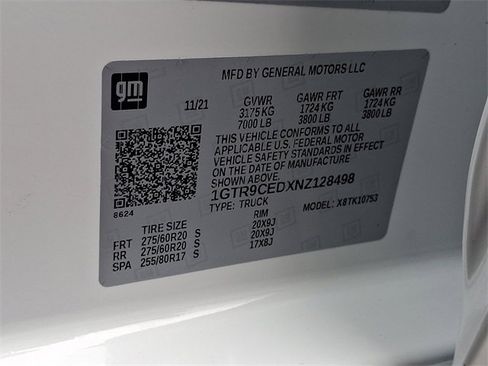 gm
MFD BY GENERAL MOTORS LLC
11/21 GVWR GAWR FRT GAWR RR
3175 KG 1724 KG 1724 KG
7000 LB 3800 LB 3800 LB
THIS VEHICLE CONFORMS TO ALL
APPLICABLE U.S. FEDERAL MOTOR
VEHICLE SAFETY STANDARDS IN EFFECT
ON THE DATE OF MANUFACTURE
SHOWN ABOVE.
1GTR9CEDXNZ128498
8624
TYPE: TRUCK MODEL: X8TK10753
TIRE SIZE RIM
FRT 275/60R20 S 20X9J
RR 275/60R20 S 20X9J
SPA 255/80R17 S 17X8J